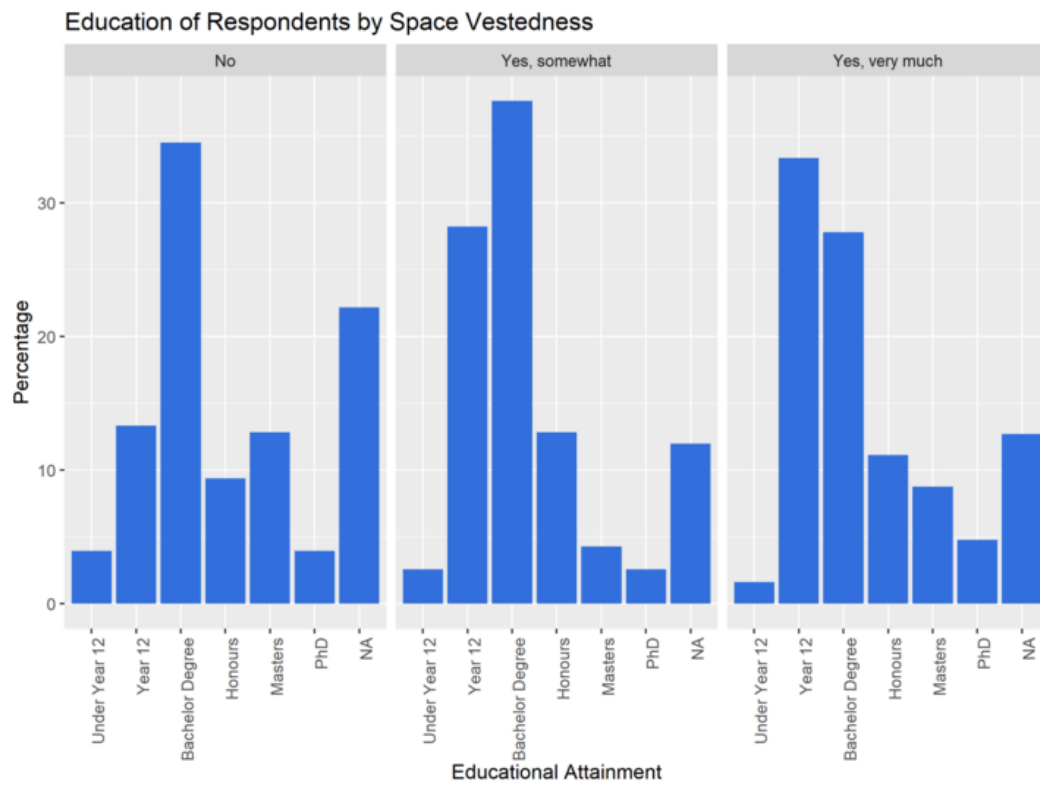 Education of Respondents by Space Vestedness
No
Yes, somewhat
Yes, very much
Percentage
30
20
10
0
Under Year 12
Year 12
Bachelor Degree
Honours
Masters
PhD
NA
Under Year 12
Year 12
Bachelor Degree
Honours
Masters
PhD
NA
Under Year 12
Year 12
Bachelor Degree
Honours
Masters
PhD
NA
Educational Attainment